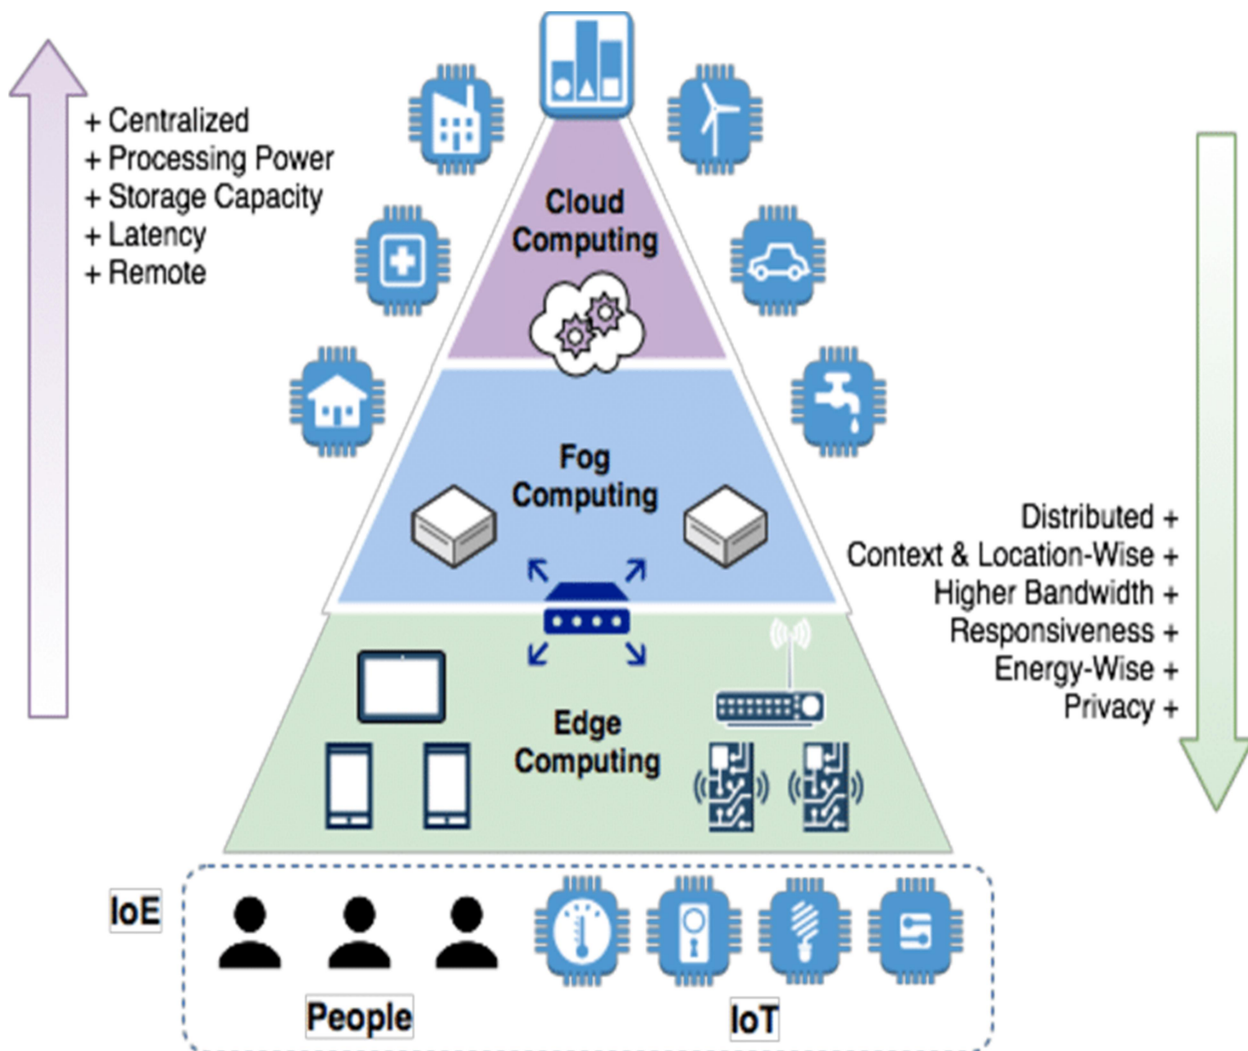 + Centralized
+ Processing Power
+ Storage Capacity
+ Latency
+ Remote
Cloud
Computing
Fog
Computing
Distributed +
Context & Location-Wise +
Higher Bandwidth +
Responsiveness +
Energy-Wise +
Privacy +
Edge
Computing
IoE
People
IoT